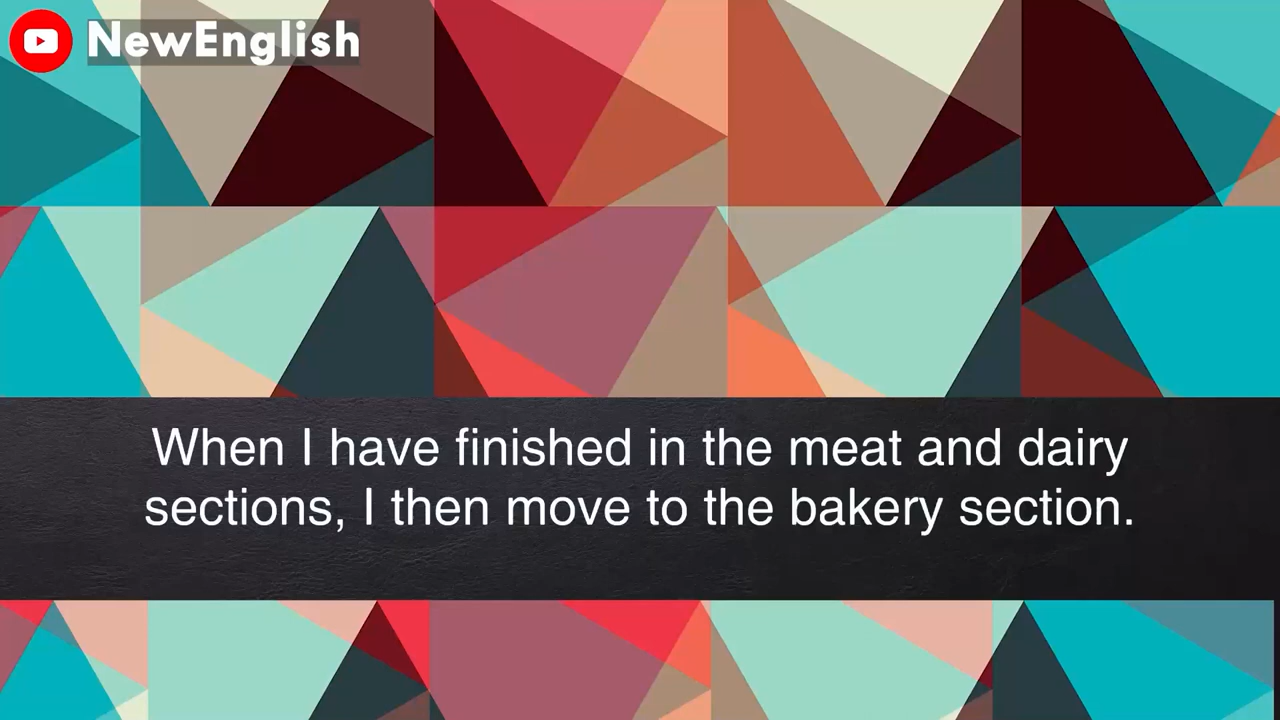 NewEnglish
When I have finished in the meat and dairy
sections, I then move to the bakery section.